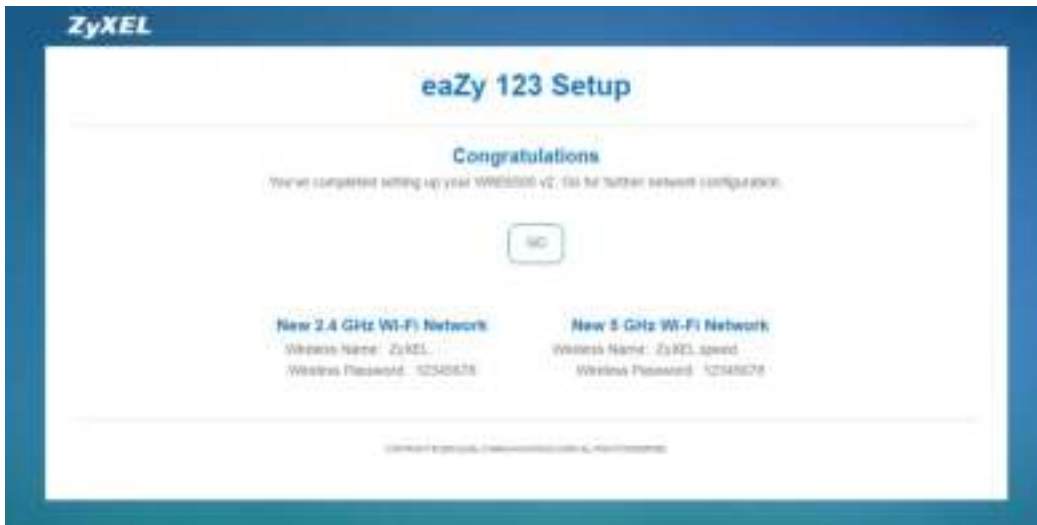 ZyXEL
eaZy 123 Setup
Congratulations
You've completed setting up your WRE6505 v2. Go for further network configuration.
GO
New 2.4 GHz Wi-Fi Network
New 5 GHz Wi-Fi Network
Wireless Name: ZyXEL
Wireless Name: ZyXEL.speed
Wireless Password: 12345678
Wireless Password: 12345678